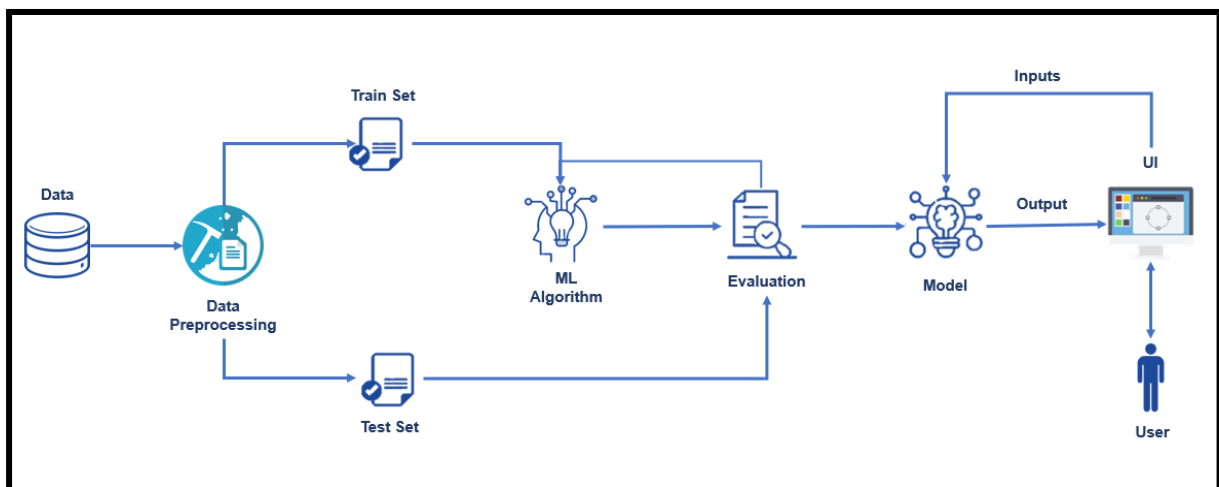 Inputs
Train Set
UI
Data
Output
ML
Algorithm
Evaluation
Model
Data
Preprocessing
Test Set
User